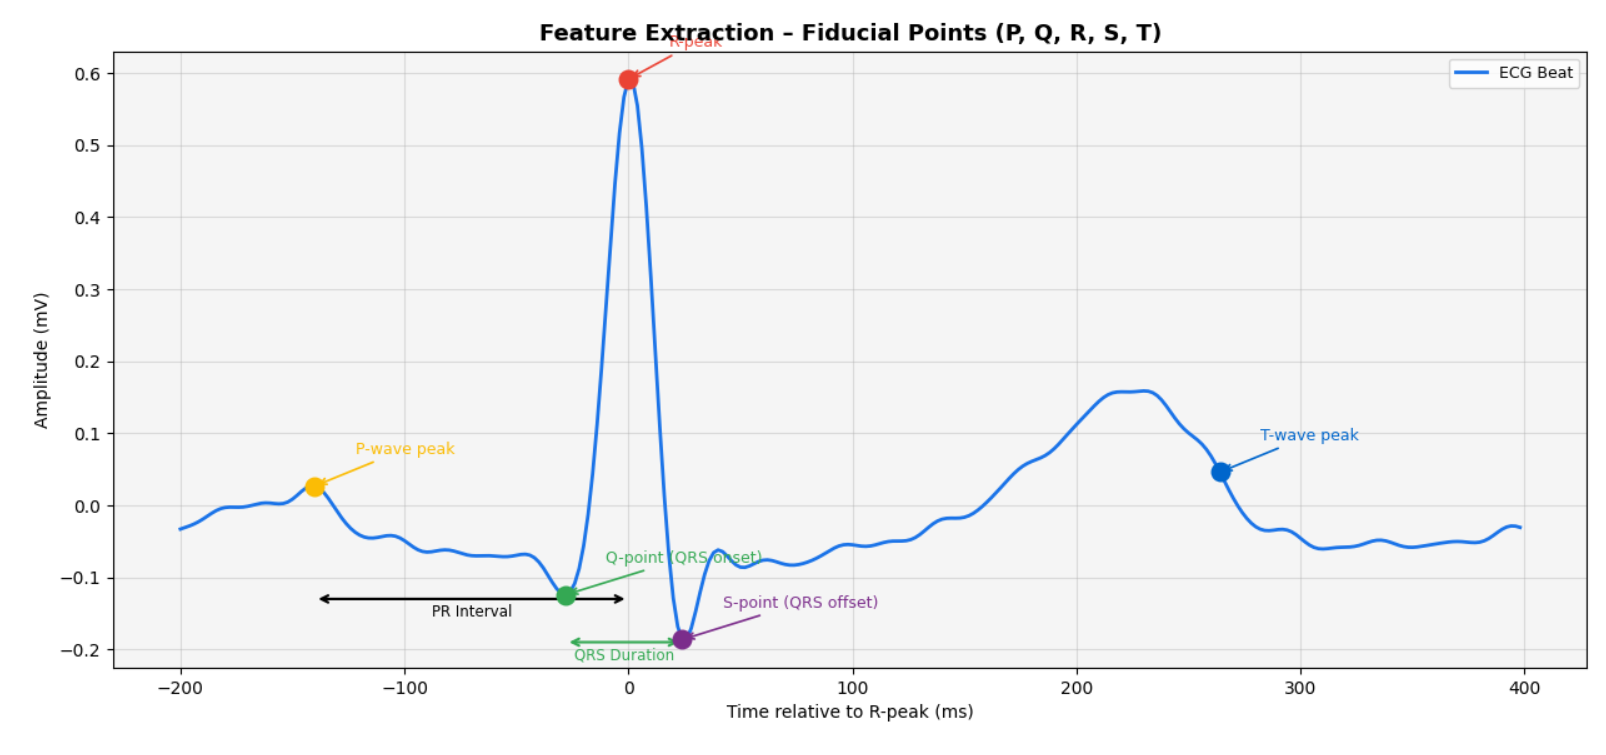 Feature Extraction – Fiducial Points (P, Q, R, S, T)
R-peak
ECG Beat
0.6
0.5
0.4
0.3
0.2
0.1
0.0
−0.1
−0.2
Amplitude (mV)
P-wave peak
T-wave peak
Q-point (QRS onset)
PR Interval
S-point (QRS offset)
QRS Duration
−200
−100
0
100
200
300
400
Time relative to R-peak (ms)